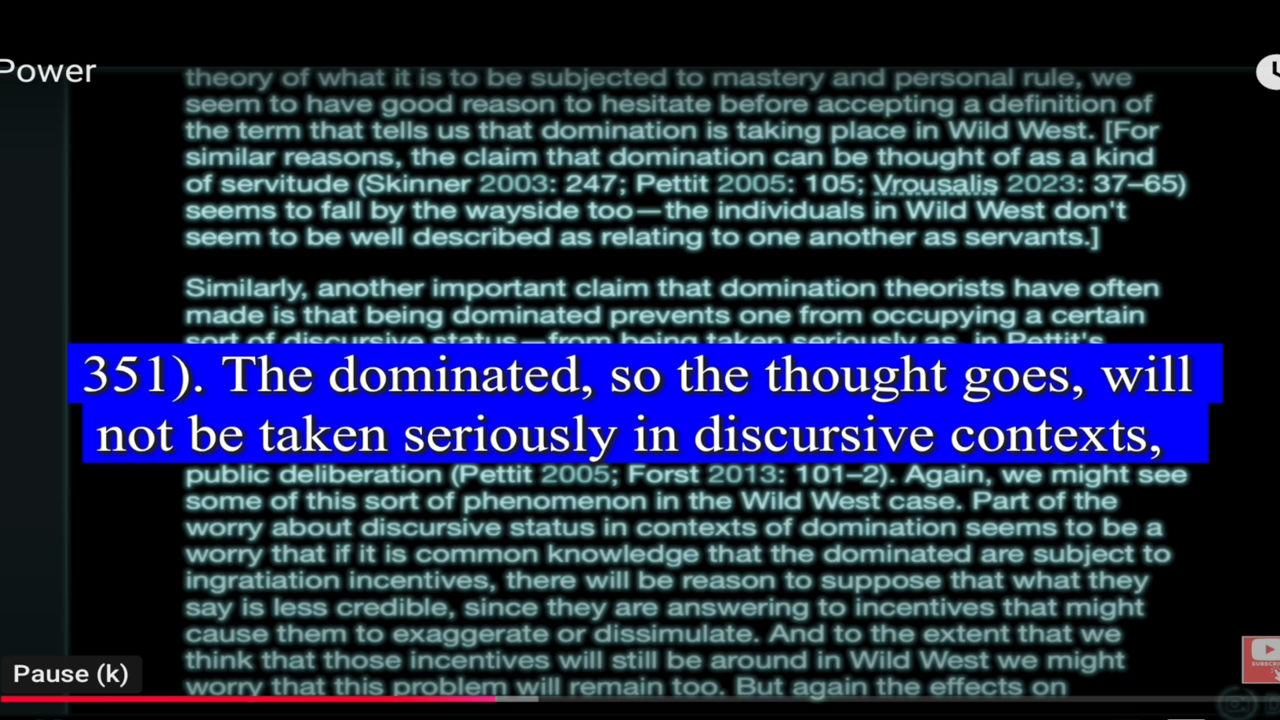 Power
theory of what it is to be subjected to mastery and personal rule, we
seem to have good reason to hesitate before accepting a definition of
the term that tells us that domination is taking place in Wild West. [For
similar reasons, the claim that domination can be thought of as a kind
of servitude (Skinner 2003: 247; Pettit 2005: 105; Vrousalis 2023: 37–65)
seems to fall by the wayside too—the individuals in Wild West don't
seem to be well described as relating to one another as servants.]
Similarly, another important claim that domination theorists have often
made is that being dominated prevents one from occupying a certain
sort of discursive status—from being taken seriously as, in Pettit's
351). The dominated, so the thought goes, will
not be taken seriously in discursive contexts,
public deliberation (Pettit 2005; Forst 2013: 101–2). Again, we might see
some of this sort of phenomenon in the Wild West case. Part of the
worry about discursive status in contexts of domination seems to be a
worry that if it is common knowledge that the dominated are subject to
ingratiation incentives, there will be reason to suppose that what they
say is less credible, since they are answering to incentives that might
cause them to exaggerate or dissimulate. And to the extent that we
think that those incentives will still be around in Wild West we might
worry that this problem will remain too. But again the effects on
Pause (k)